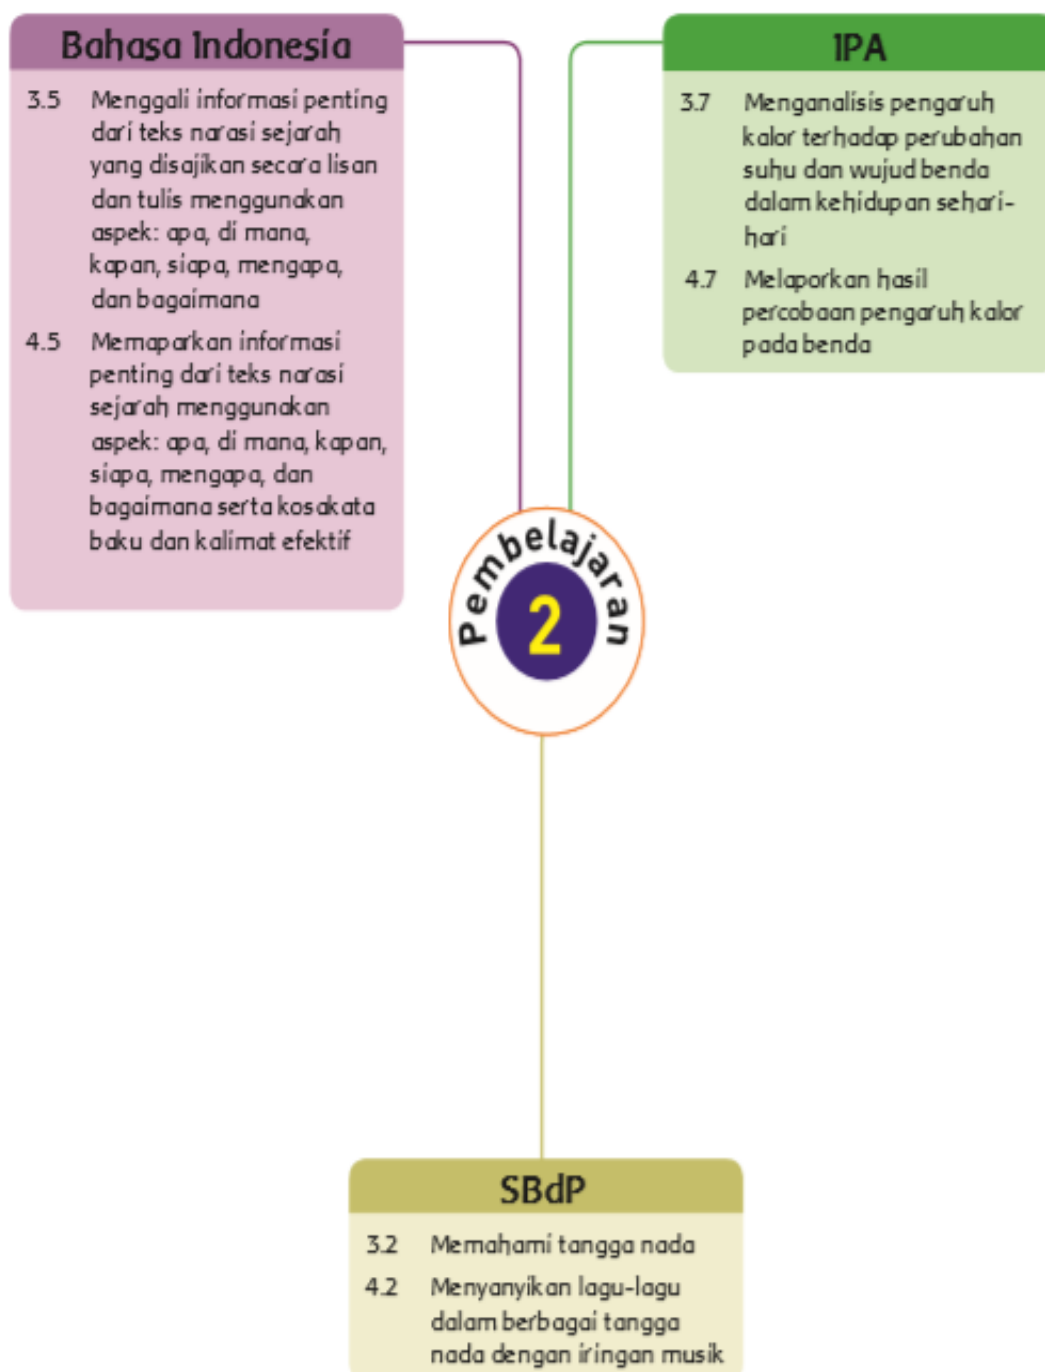 Bahasa Indonesia
3.5 Menggali informasi penting
dari teks narasi sejarah
yang disajikan secara lisan
dan tulis menggunakan
aspek: apa, di mana,
kapan, siapa, mengapa,
dan bagaimana
4.5 Memaparkan informasi
penting dari teks narasi
sejarah menggunakan
aspek: apa, di mana, kapan,
siapa, mengapa, dan
bagaimana serta kosakata
baku dan kalimat efektif
IPA
3.7 Menganalisis pengaruh
kalor terhadap perubahan
suhu dan wujud benda
dalam kehidupan sehari-
hari
4.7 Melaporkan hasil
percobaan pengaruh kalor
pada benda
Pembelajaran
2
SBdP
3.2 Memahami tangga nada
4.2 Menyanyikan lagu-lagu
dalam berbagai tangga
nada dengan iringan musik